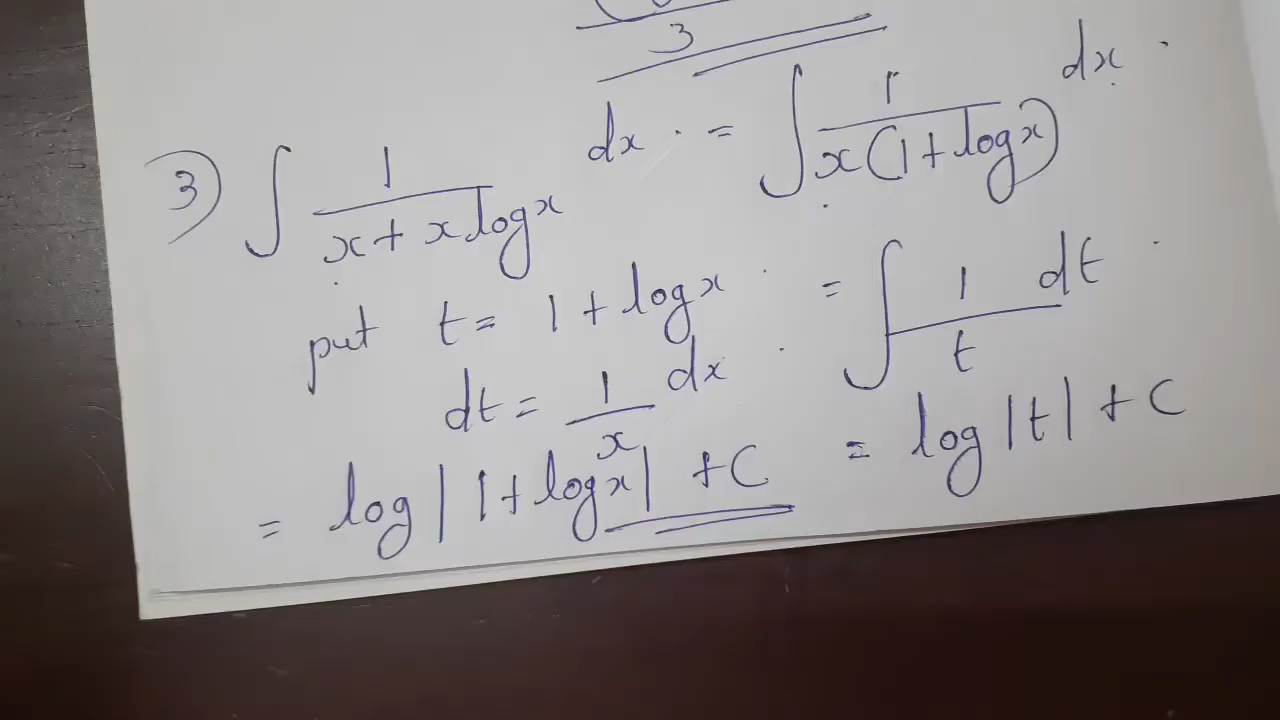 3
3) ∫ 1/(x + x log x) dx = ∫ 1/(x(1 + log x)) dx
put t = 1 + log x = ∫ 1 dt/t
dt = 1/x dx
= log |t| + C
= log | 1 + log x | + C